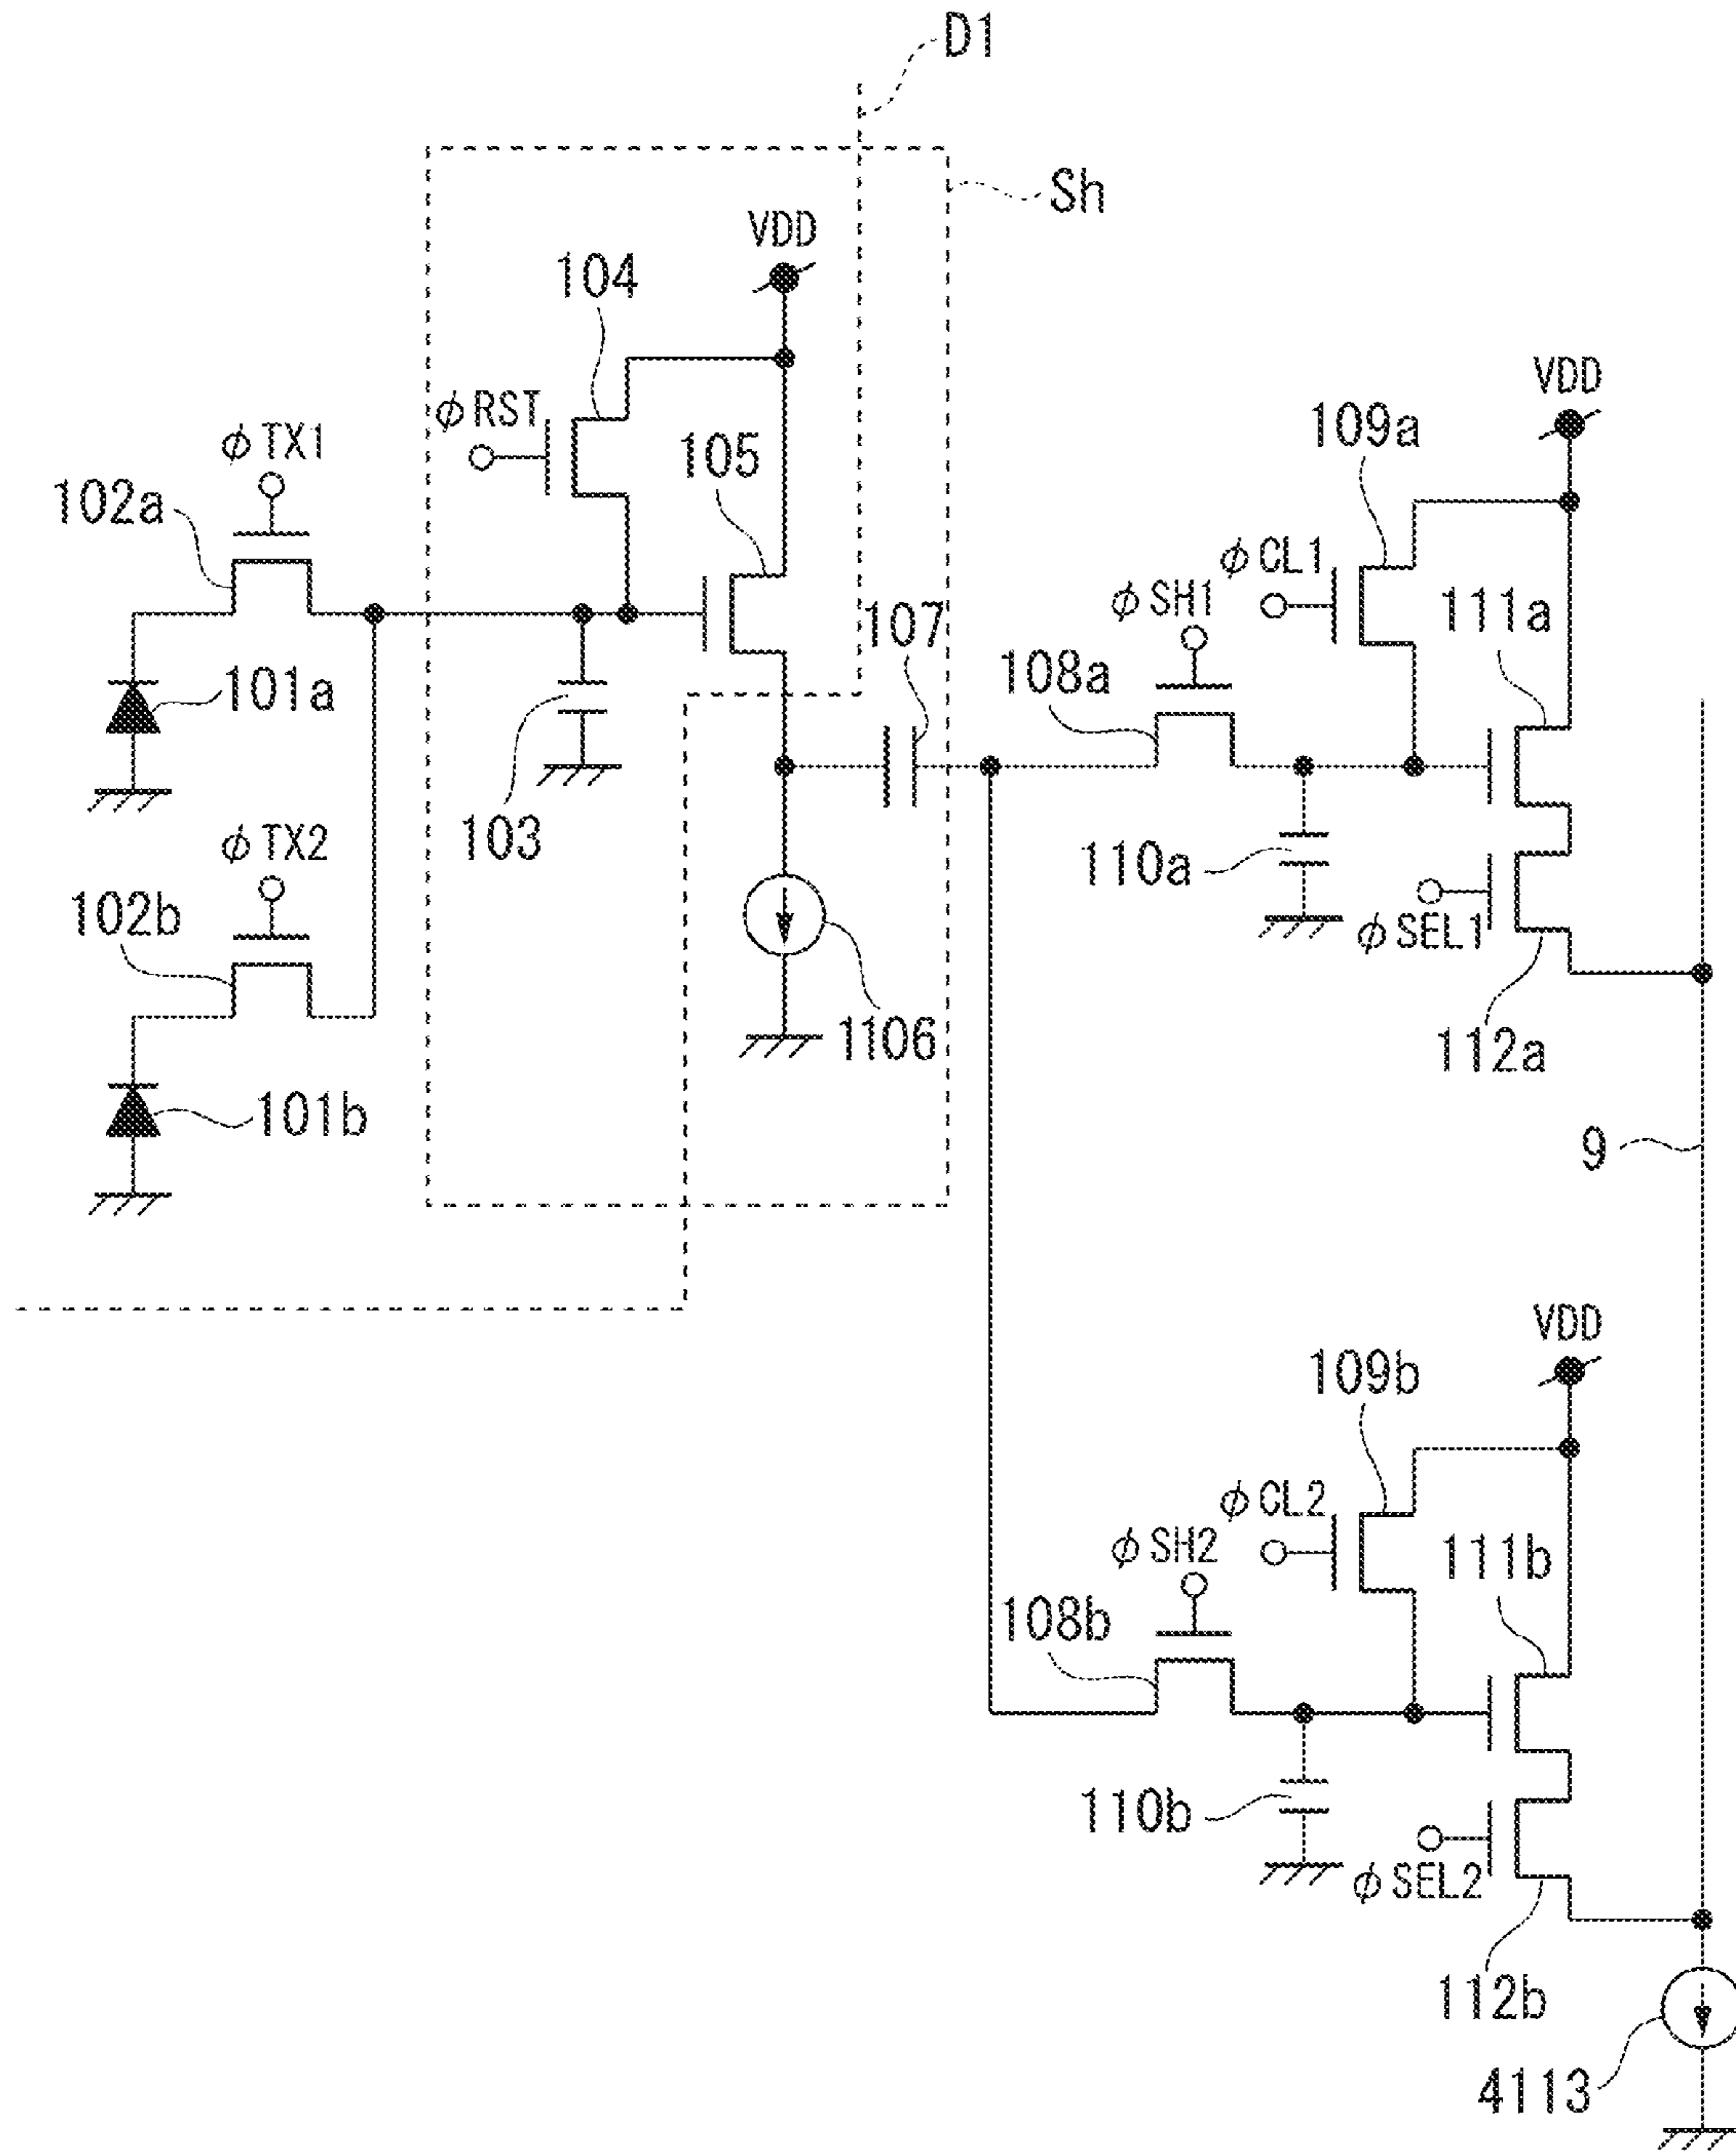 D1
Sh
VDD
104
φRST
VDD
φTX1
109a
102a
105
φCL1
φSH1
107
111a
108a
101a
103
φTX2
110a
102b
φSEL1
1106
112a
101b
9
VDD
109b
φCL2
φSH2
111b
108b
110b
φSEL2
112b
4113